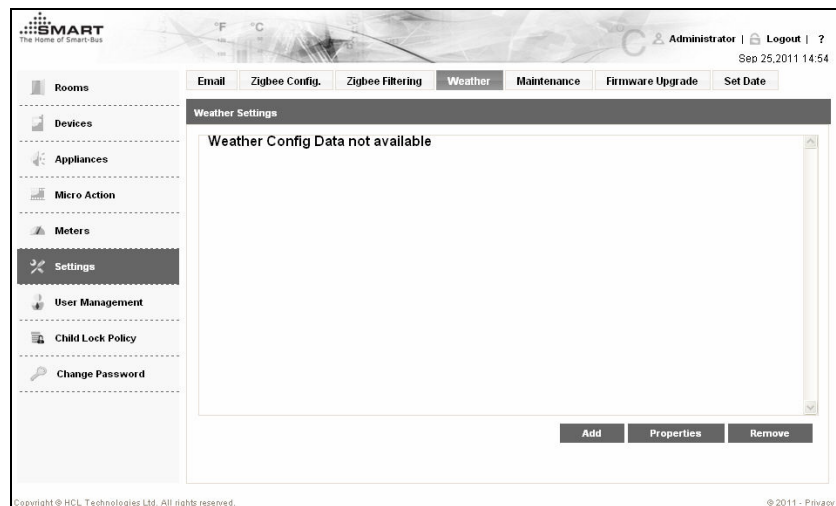 SMART
The Home of Smart-Bus
°F °C
C
Administrator | Logout | ?
Sep 25,2011 14:54
Rooms
Devices
Appliances
Micro Action
Meters
Settings
User Management
Child Lock Policy
Change Password
Email Zigbee Config. Zigbee Filtering Weather Maintenance Firmware Upgrade Set Date
Weather Settings
Weather Config Data not available
Add Properties Remove
Copyright © HCL Technologies Ltd. All rights reserved.
© 2011 - Privacy